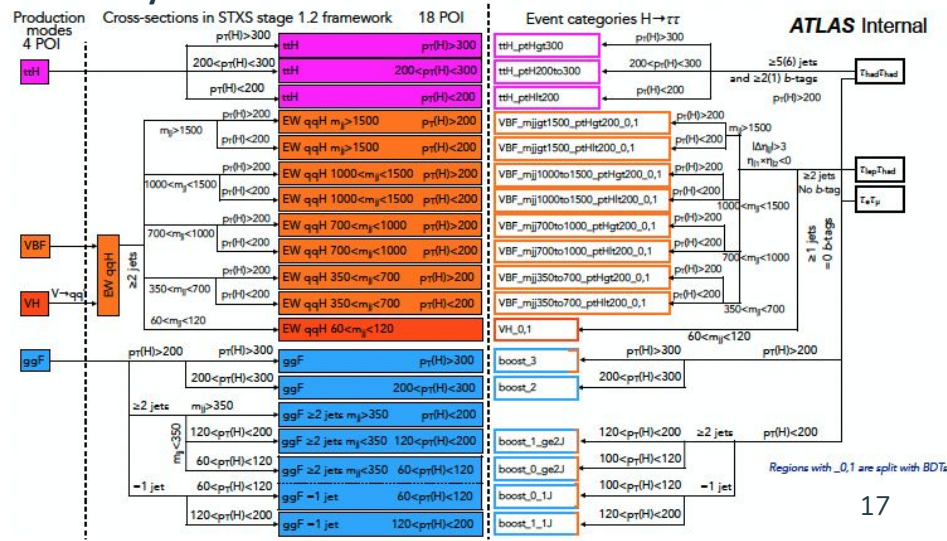 Production modes 4 POI
Cross-sections in STXS stage 1.2 framework 18 POI
Event categories H→ττ
ATLAS Internal
ttH
pT(H)>300
200<pT(H)<300
pT(H)<200
ttH pT(H)>300
ttH 200<pT(H)<300
ttH pT(H)<200
ttH_ptHgt300
ttH_ptH200to300
ttH_ptHlt200
pT(H)>300
200<pT(H)<300
pT(H)<200
≥5(6) jets
and ≥2(1) b-tags
pT(H)>200
τhadτhad
VBF
VH
V→qq
EW qqH
≥2 jets
mjj>1500
pT(H)>200
pT(H)<200
1000<mjj<1500
pT(H)>200
pT(H)<200
700<mjj<1000
pT(H)>200
pT(H)<200
350<mjj<700
pT(H)>200
pT(H)<200
60<mjj<120
EW qqH mjj>1500 pT(H)>200
EW qqH mjj>1500 pT(H)<200
EW qqH 1000<mjj<1500 pT(H)>200
EW qqH 1000<mjj<1500 pT(H)<200
EW qqH 700<mjj<1000 pT(H)>200
EW qqH 700<mjj<1000 pT(H)<200
EW qqH 350<mjj<700 pT(H)>200
EW qqH 350<mjj<700 pT(H)<200
EW qqH 60<mjj<120
VBF_mjjgt1500_ptHgt200_0,1
VBF_mjjgt1500_ptHlt200_0,1
VBF_mjj1000to1500_ptHgt200_0,1
VBF_mjj1000to1500_ptHlt200_0,1
VBF_mjj700to1000_ptHgt200_0,1
VBF_mjj700to1000_ptHlt200_0,1
VBF_mjj350to700_ptHgt200_0,1
VBF_mjj350to700_ptHlt200_0,1
VH_0,1
pT(H)>200
pT(H)<200
pT(H)>200
pT(H)<200
pT(H)>200
pT(H)<200
pT(H)>200
pT(H)<200
mjj>1500
1000<mjj<1500
700<mjj<1000
350<mjj<700
60<mjj<120
|Δηjj|>3
ηj1×ηj2<0
≥2 jets
No b-tag
≥1 jets
=0 b-tags
τlepτhad
τeτμ
ggF
pT(H)>200
pT(H)>300
200<pT(H)<300
≥2 jets mjj>350
mjj<350
120<pT(H)<200
60<pT(H)<120
=1 jet
60<pT(H)<120
120<pT(H)<200
ggF pT(H)>300
ggF 200<pT(H)<300
ggF ≥2 jets mjj>350 pT(H)<200
ggF ≥2 jets mjj<350 120<pT(H)<200
ggF ≥2 jets mjj<350 60<pT(H)<120
ggF =1 jet 60<pT(H)<120
ggF =1 jet 120<pT(H)<200
boost_3
boost_2
boost_1_ge2J
boost_0_ge2J
boost_0_1J
boost_1_1J
pT(H)>300
pT(H)>200
200<pT(H)<300
120<pT(H)<200
≥2 jets
pT(H)<200
100<pT(H)<120
100<pT(H)<120
=1 jet
120<pT(H)<200
Regions with _0,1 are split with BDTs
17